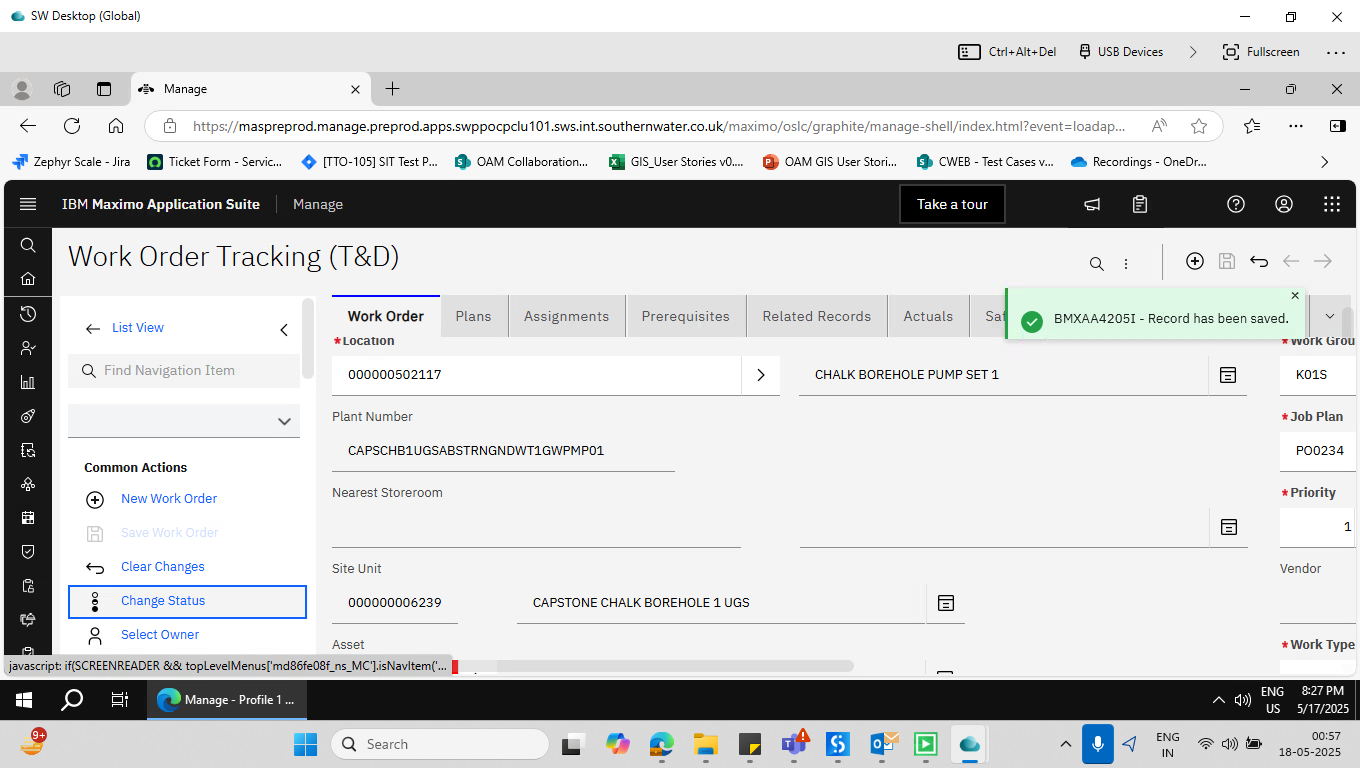 SW Desktop (Global)
Ctrl+Alt+Del
USB Devices
Fullscreen
Manage
https://maspreprod.manage.preprod.apps.swppocpclu101.sws.int.southernwater.co.uk/maximo/oslc/graphite/manage-shell/index.html?event=loadap...
Zephyr Scale - Jira
Ticket Form - Servic...
[TTO-105] SIT Test P...
OAM Collaboration...
GIS_User Stories v0....
OAM GIS User Stori...
CWEB - Test Cases v...
Recordings - OneDr...
IBM Maximo Application Suite
Manage
Take a tour
Work Order Tracking (T&D)
BMXAA4205I - Record has been saved.
List View
Find Navigation Item
Common Actions
New Work Order
Save Work Order
Clear Changes
Change Status
Select Owner
Work Order
Plans
Assignments
Prerequisites
Related Records
Actuals
Saf
*Location
000000502117
CHALK BOREHOLE PUMP SET 1
*Work Grou
K01S
Plant Number
CAPSCHB1UGSABSTRNGNDWT1GWPMP01
*Job Plan
PO0234
Nearest Storeroom
*Priority
1
Site Unit
000000006239
CAPSTONE CHALK BOREHOLE 1 UGS
Vendor
Asset
*Work Type
javascript: if(SCREENREADER && topLevelMenus['md86fe08f_ns_MC'].isNavItem('...
Manage - Profile 1 ...
ENG
US
8:27 PM
5/17/2025
9+
Search
ENG
IN
00:57
18-05-2025